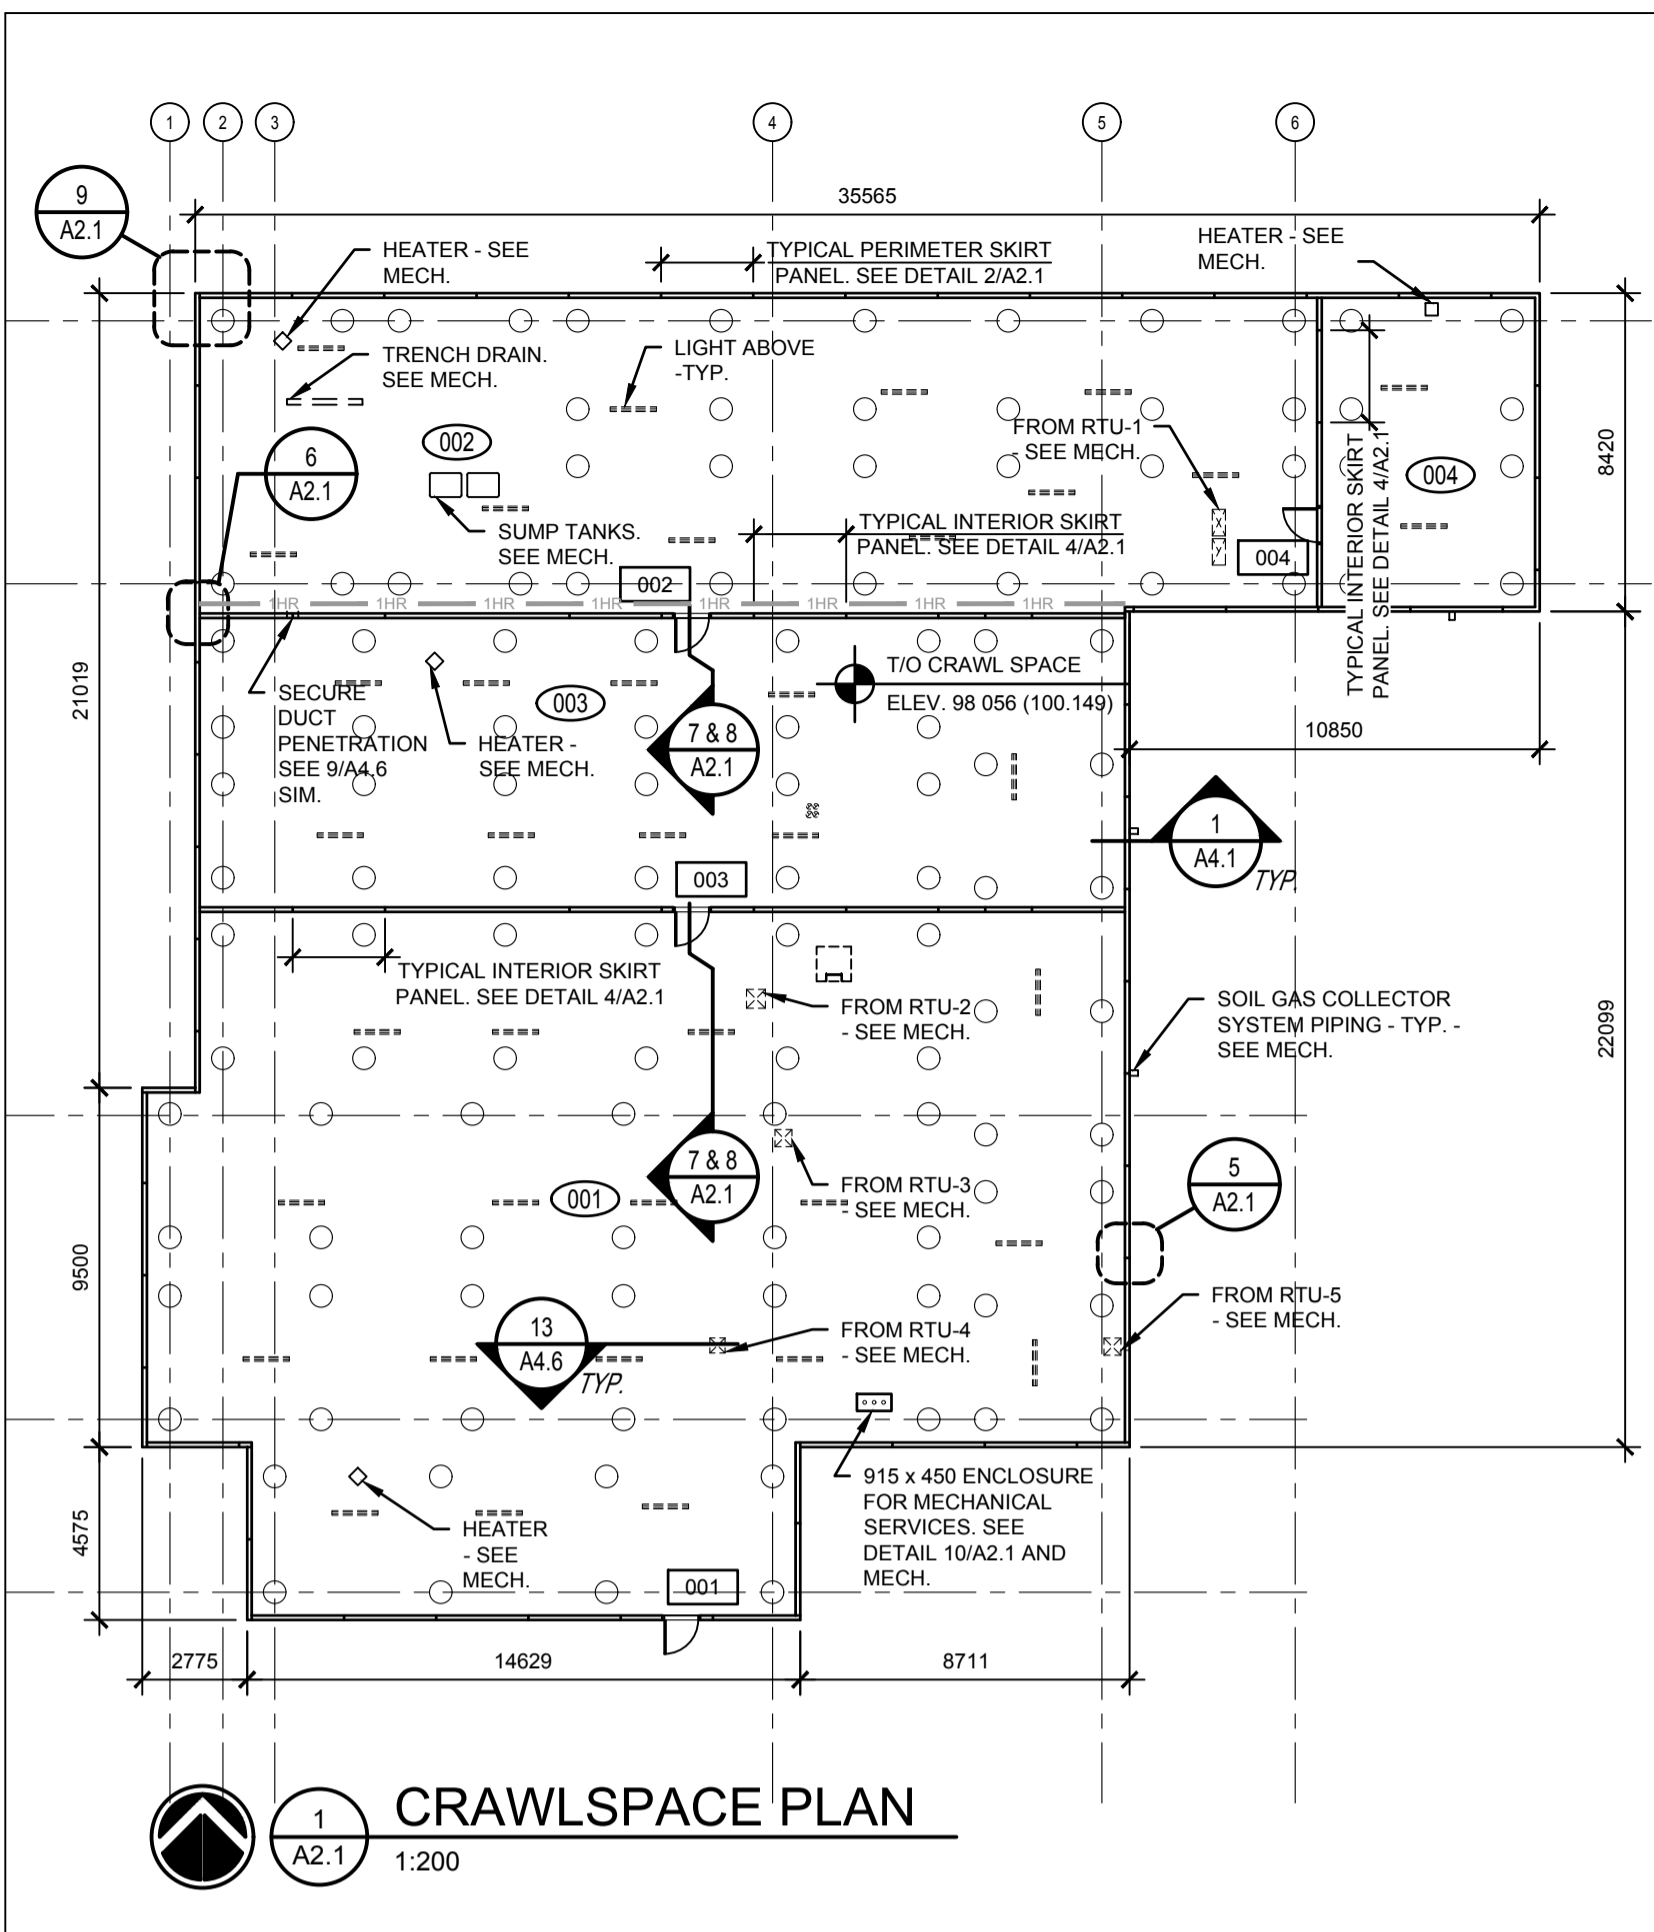 1
2
3
4
5
6
9
A2.1
35565
HEATER - SEE
MECH.
TYPICAL PERIMETER SKIRT
PANEL. SEE DETAIL 2/A2.1
HEATER - SEE
MECH.
TRENCH DRAIN.
SEE MECH.
LIGHT ABOVE
-TYP.
FROM RTU-1
- SEE MECH.
002
6
A2.1
004
8420
TYPICAL INTERIOR SKIRT
PANEL. SEE DETAIL 4/A2.1
SUMP TANKS.
SEE MECH.
TYPICAL INTERIOR SKIRT
PANEL. SEE DETAIL 4/A2.1
004
002
1HR
1HR
1HR
1HR
1HR
1HR
1HR
1HR
21019
SECURE
DUCT
PENETRATION
SEE 9/A4.6
SIM.
003
HEATER -
SEE MECH.
7 & 8
A2.1
T/O CRAWL SPACE
ELEV. 98 056 (100.149)
10850
1
A4.1
TYP.
003
TYPICAL INTERIOR SKIRT
PANEL. SEE DETAIL 4/A2.1
FROM RTU-2
- SEE MECH.
SOIL GAS COLLECTOR
SYSTEM PIPING - TYP. -
SEE MECH.
22099
7 & 8
A2.1
FROM RTU-3
- SEE MECH.
5
A2.1
001
9500
13
A4.6
TYP.
FROM RTU-4
- SEE MECH.
FROM RTU-5
- SEE MECH.
915 x 450 ENCLOSURE
FOR MECHANICAL
SERVICES. SEE
DETAIL 10/A2.1 AND
MECH.
4575
HEATER
- SEE
MECH.
001
2775
14629
8711
1
A2.1
CRAWLSPACE PLAN
1:200